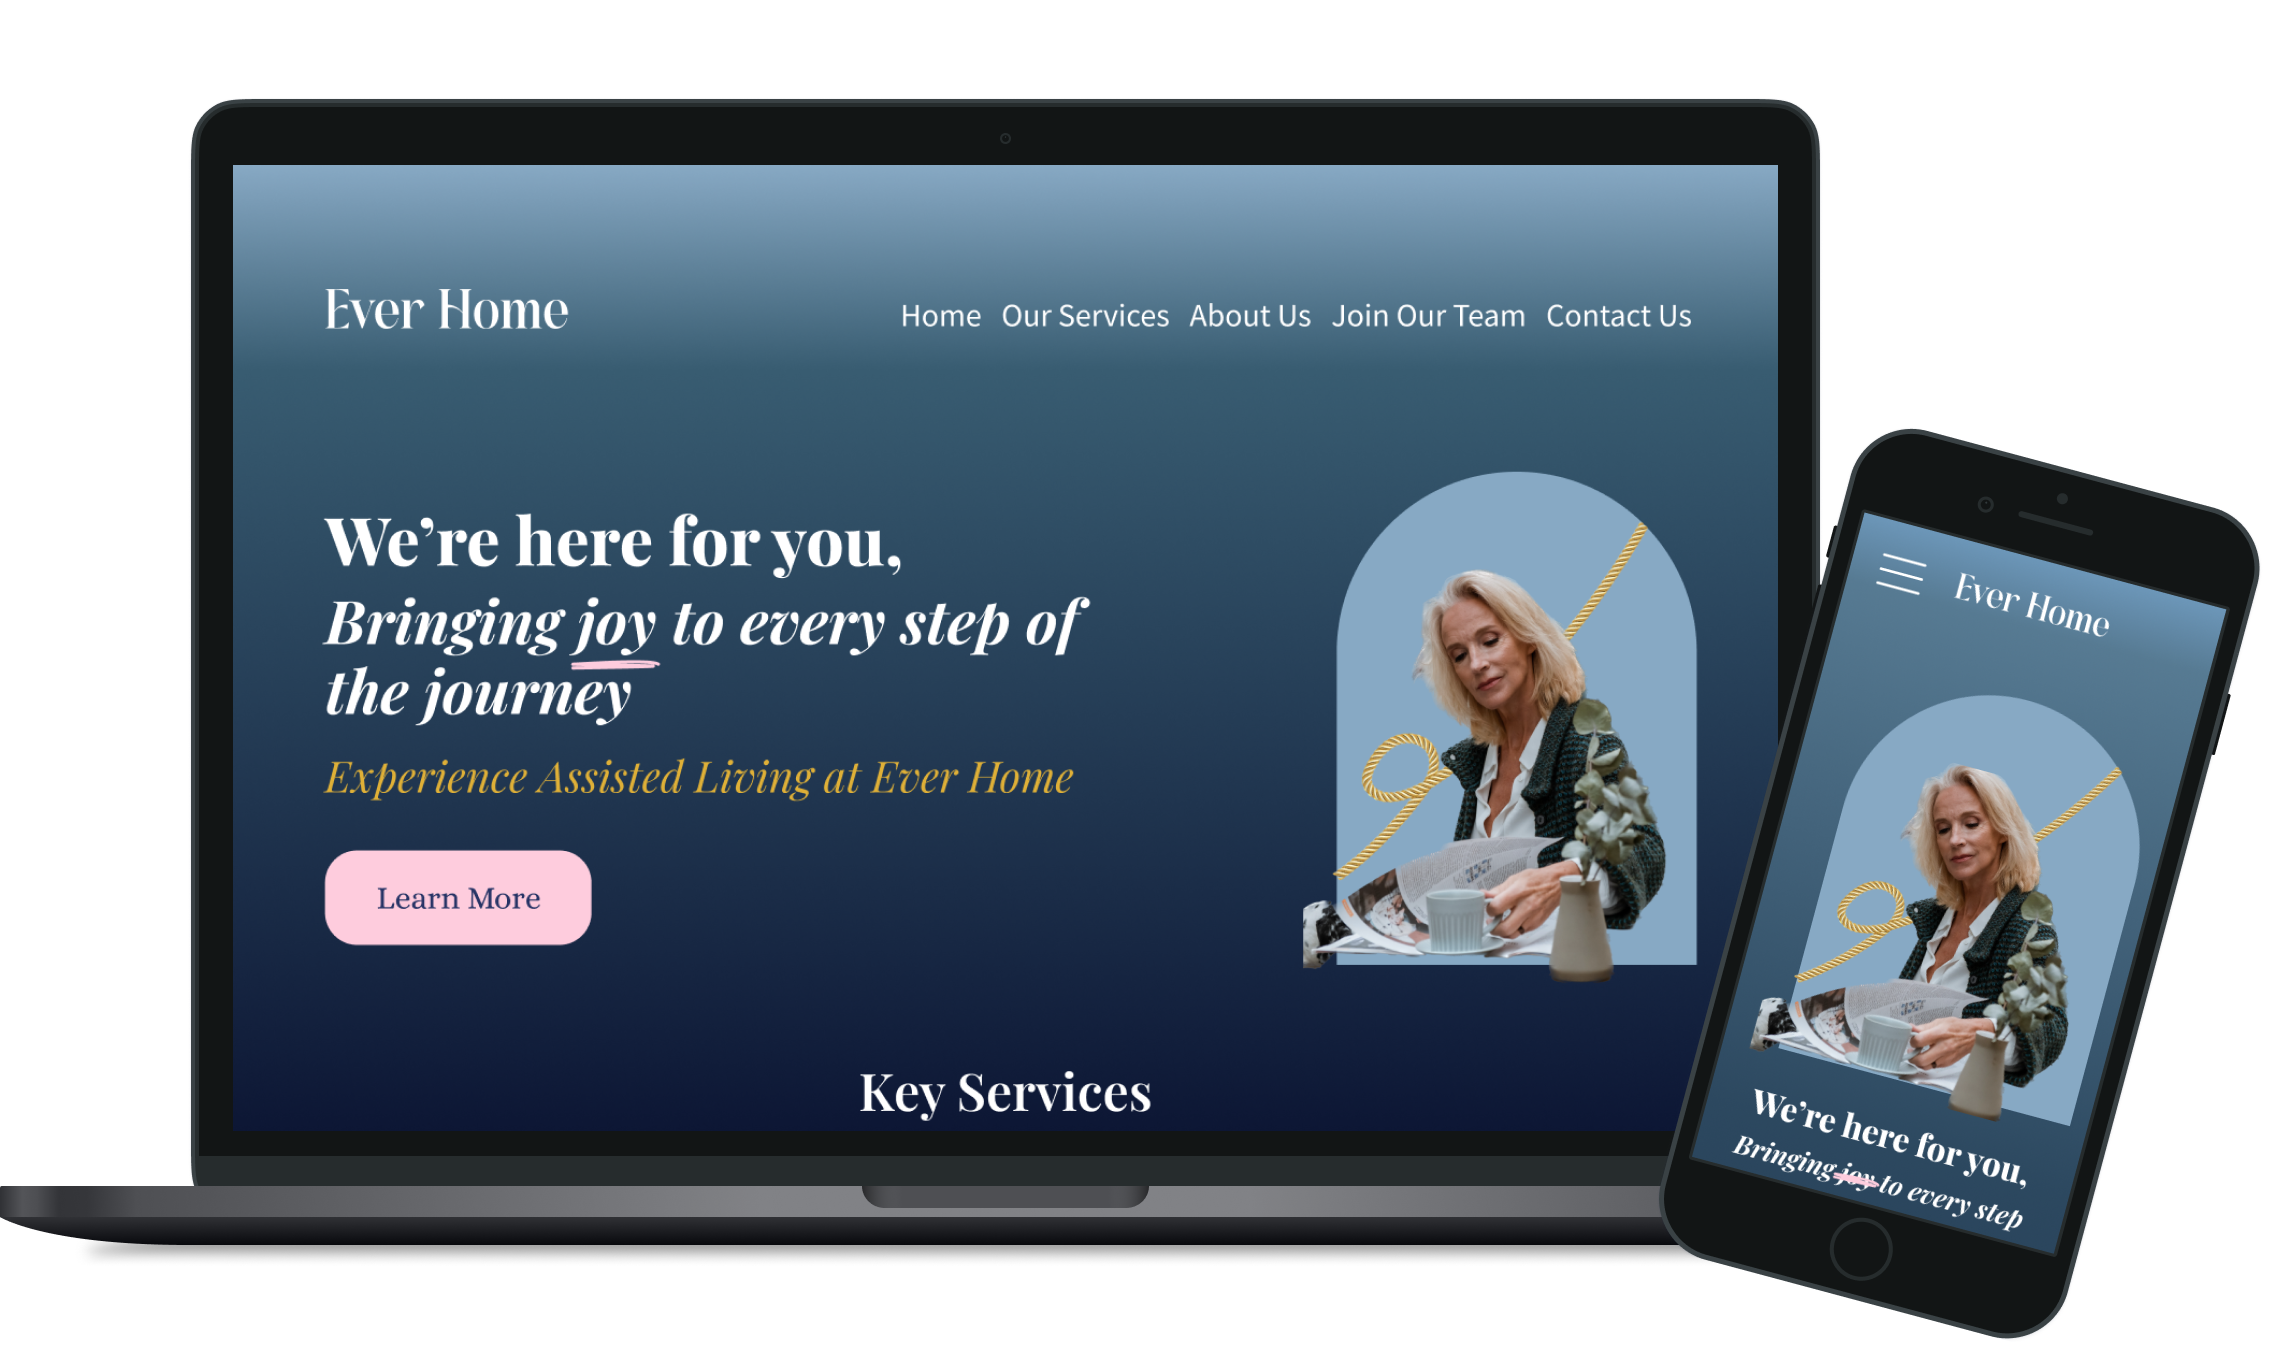 Ever Home
Home Our Services About Us Join Our Team Contact Us
We’re here for you,
Bringing joy to every step of
the journey
Experience Assisted Living at Ever Home
Learn More
Key Services
Ever Home
We’re here for you,
Bringing joy to every step